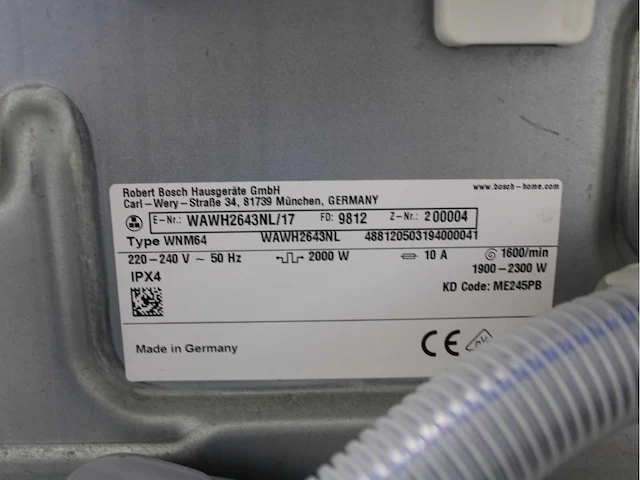 Robert Bosch Hausgeräte GmbH www.bosch-home.com
Carl-Wery-Straße 34, 81739 München, GERMANY
E-Nr.: WAWH2643NL/17 FD: 9812 Z-Nr.: 200004
Type WNM64 WAWH2643NL 488120503194000041
220-240 V ~ 50 Hz 2000 W 10 A 1600/min
1900-2300 W
IPX4
KD Code: ME245PB
Made in Germany CE